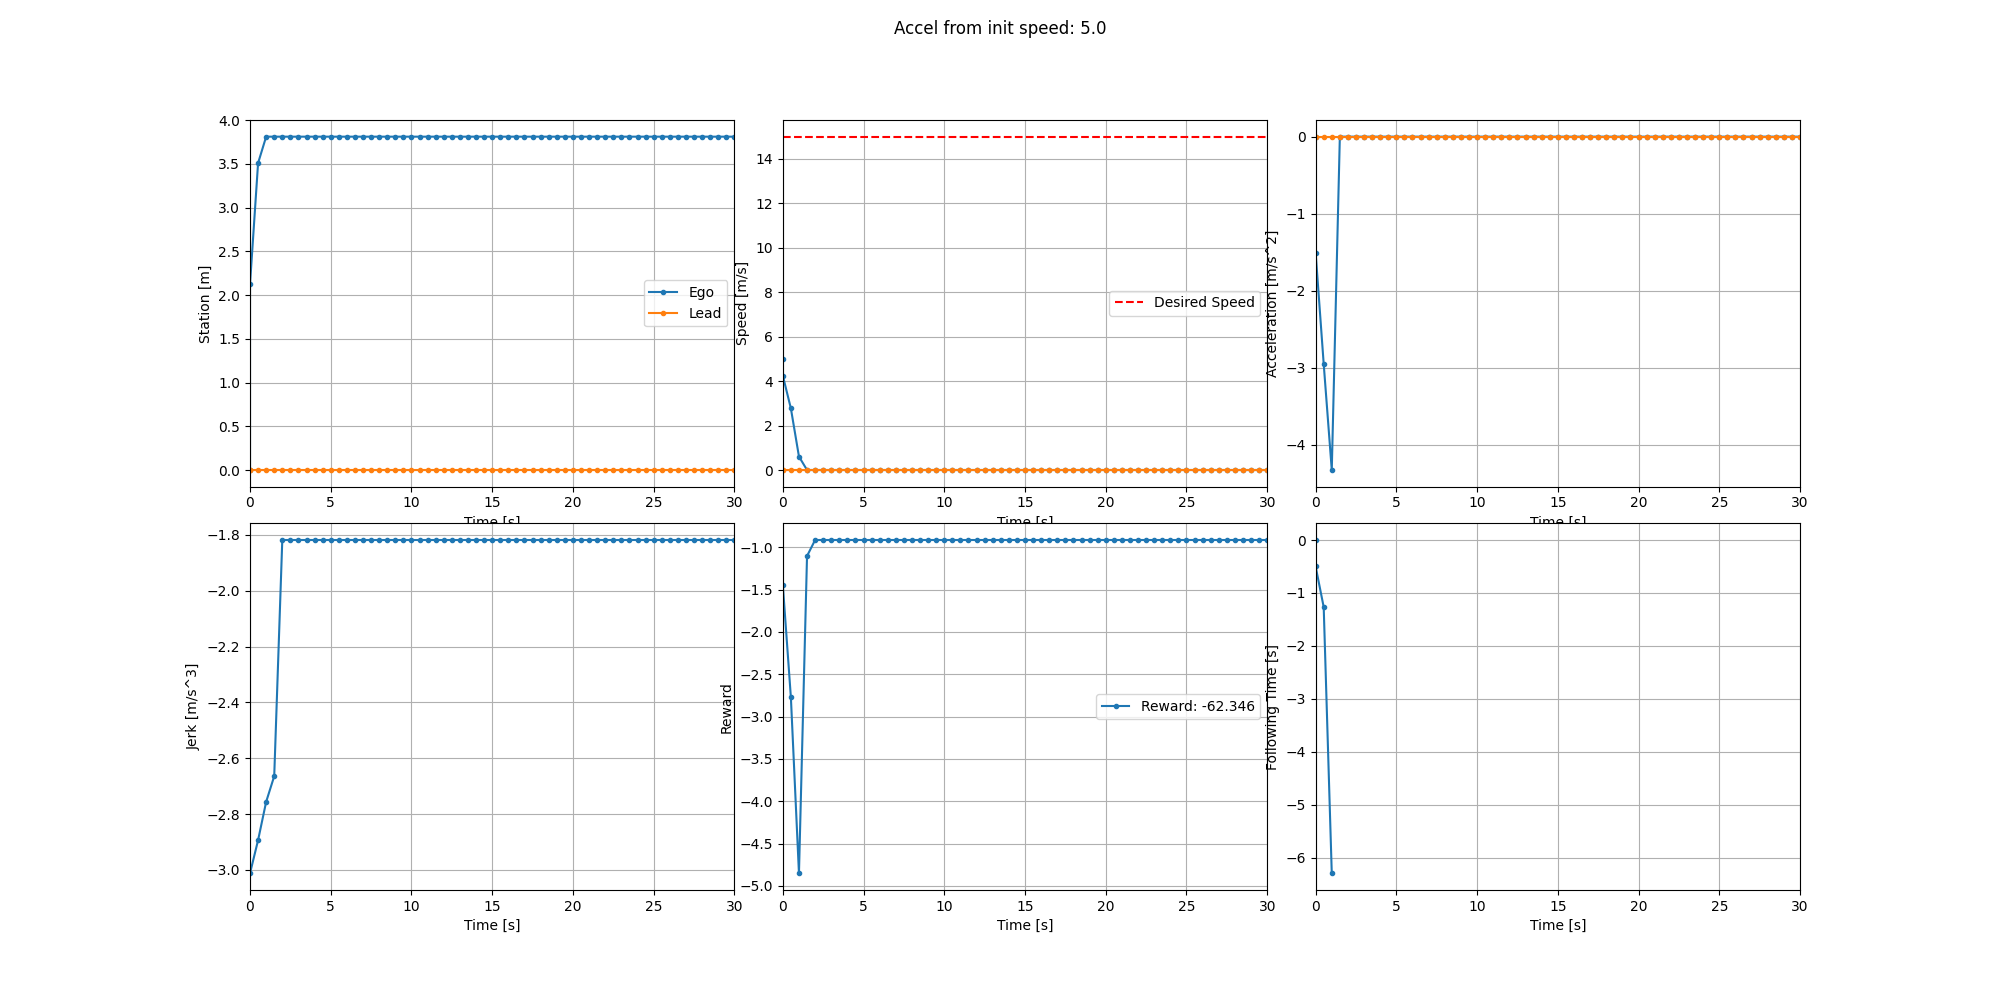 Accel from init speed: 5.0
Station [m]
4.0
3.5
3.0
2.5
2.0
1.5
1.0
0.5
0.0
Ego
Lead
0 5 10 15 20 25 30
Time [s]
Speed [m/s]
14
12
10
8
6
4
2
0
Desired Speed
0 5 10 15 20 25 30
Time [s]
Acceleration [m/s^2]
0
−1
−2
−3
−4
0 5 10 15 20 25 30
Time [s]
Jerk [m/s^3]
−1.8
−2.0
−2.2
−2.4
−2.6
−2.8
−3.0
0 5 10 15 20 25 30
Time [s]
Reward
−1.0
−1.5
−2.0
−2.5
−3.0
−3.5
−4.0
−4.5
−5.0
Reward: -62.346
0 5 10 15 20 25 30
Time [s]
Following Time [s]
0
−1
−2
−3
−4
−5
−6
0 5 10 15 20 25 30
Time [s]